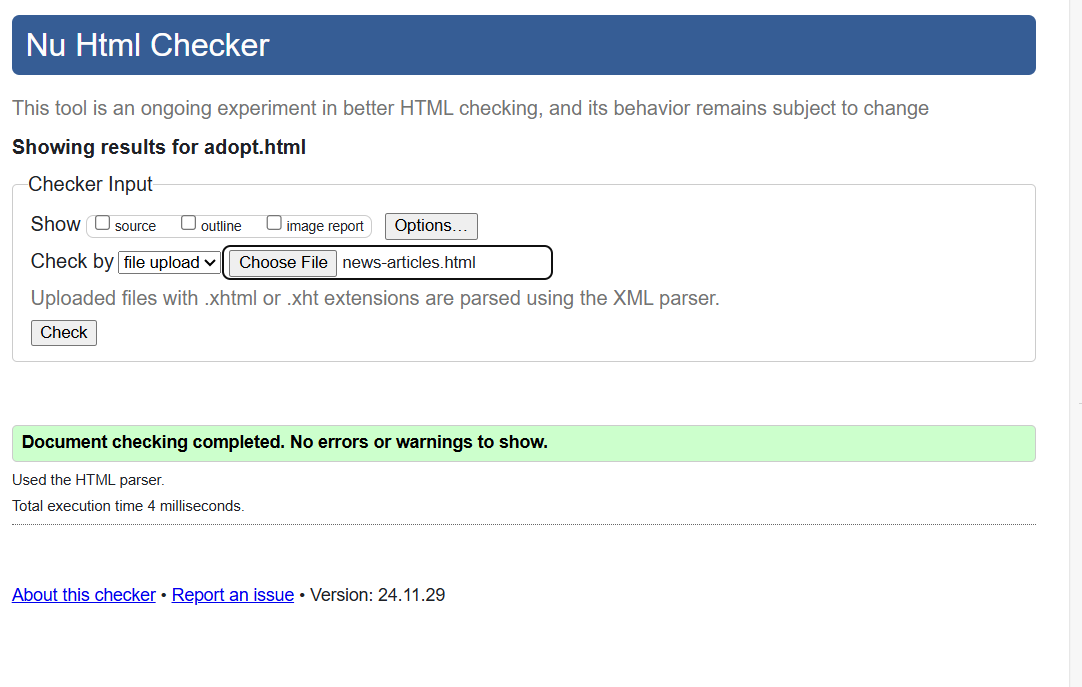 Nu Html Checker
This tool is an ongoing experiment in better HTML checking, and its behavior remains subject to change
Showing results for adopt.html
Checker Input
Show source outline image report Options…
Check by file upload Choose File news-articles.html
Uploaded files with .xhtml or .xht extensions are parsed using the XML parser.
Check
Document checking completed. No errors or warnings to show.
Used the HTML parser.
Total execution time 4 milliseconds.
About this checker • Report an issue • Version: 24.11.29